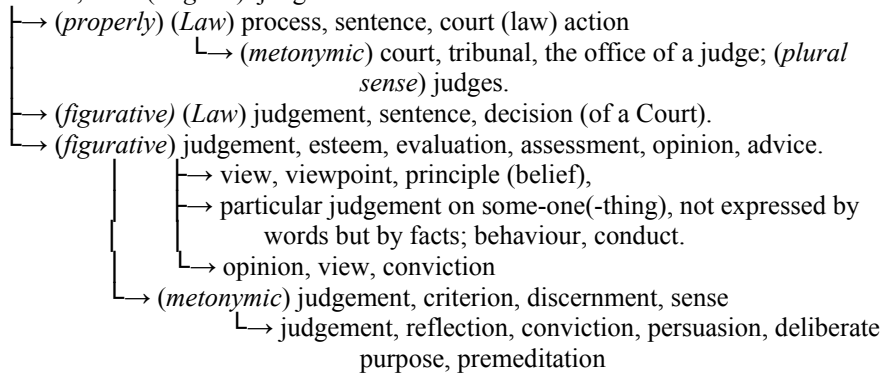 (properly) (Law) process, sentence, court (law) action
(metonymic) court, tribunal, the office of a judge; (plural
sense) judges.
(figurative) (Law) judgement, sentence, decision (of a Court).
(figurative) judgement, esteem, evaluation, assessment, opinion, advice.
view, viewpoint, principle (belief),
particular judgement on some-one(-thing), not expressed by
words but by facts; behaviour, conduct.
opinion, view, conviction
(metonymic) judgement, criterion, discernment, sense
judgement, reflection, conviction, persuasion, deliberate
purpose, premeditation